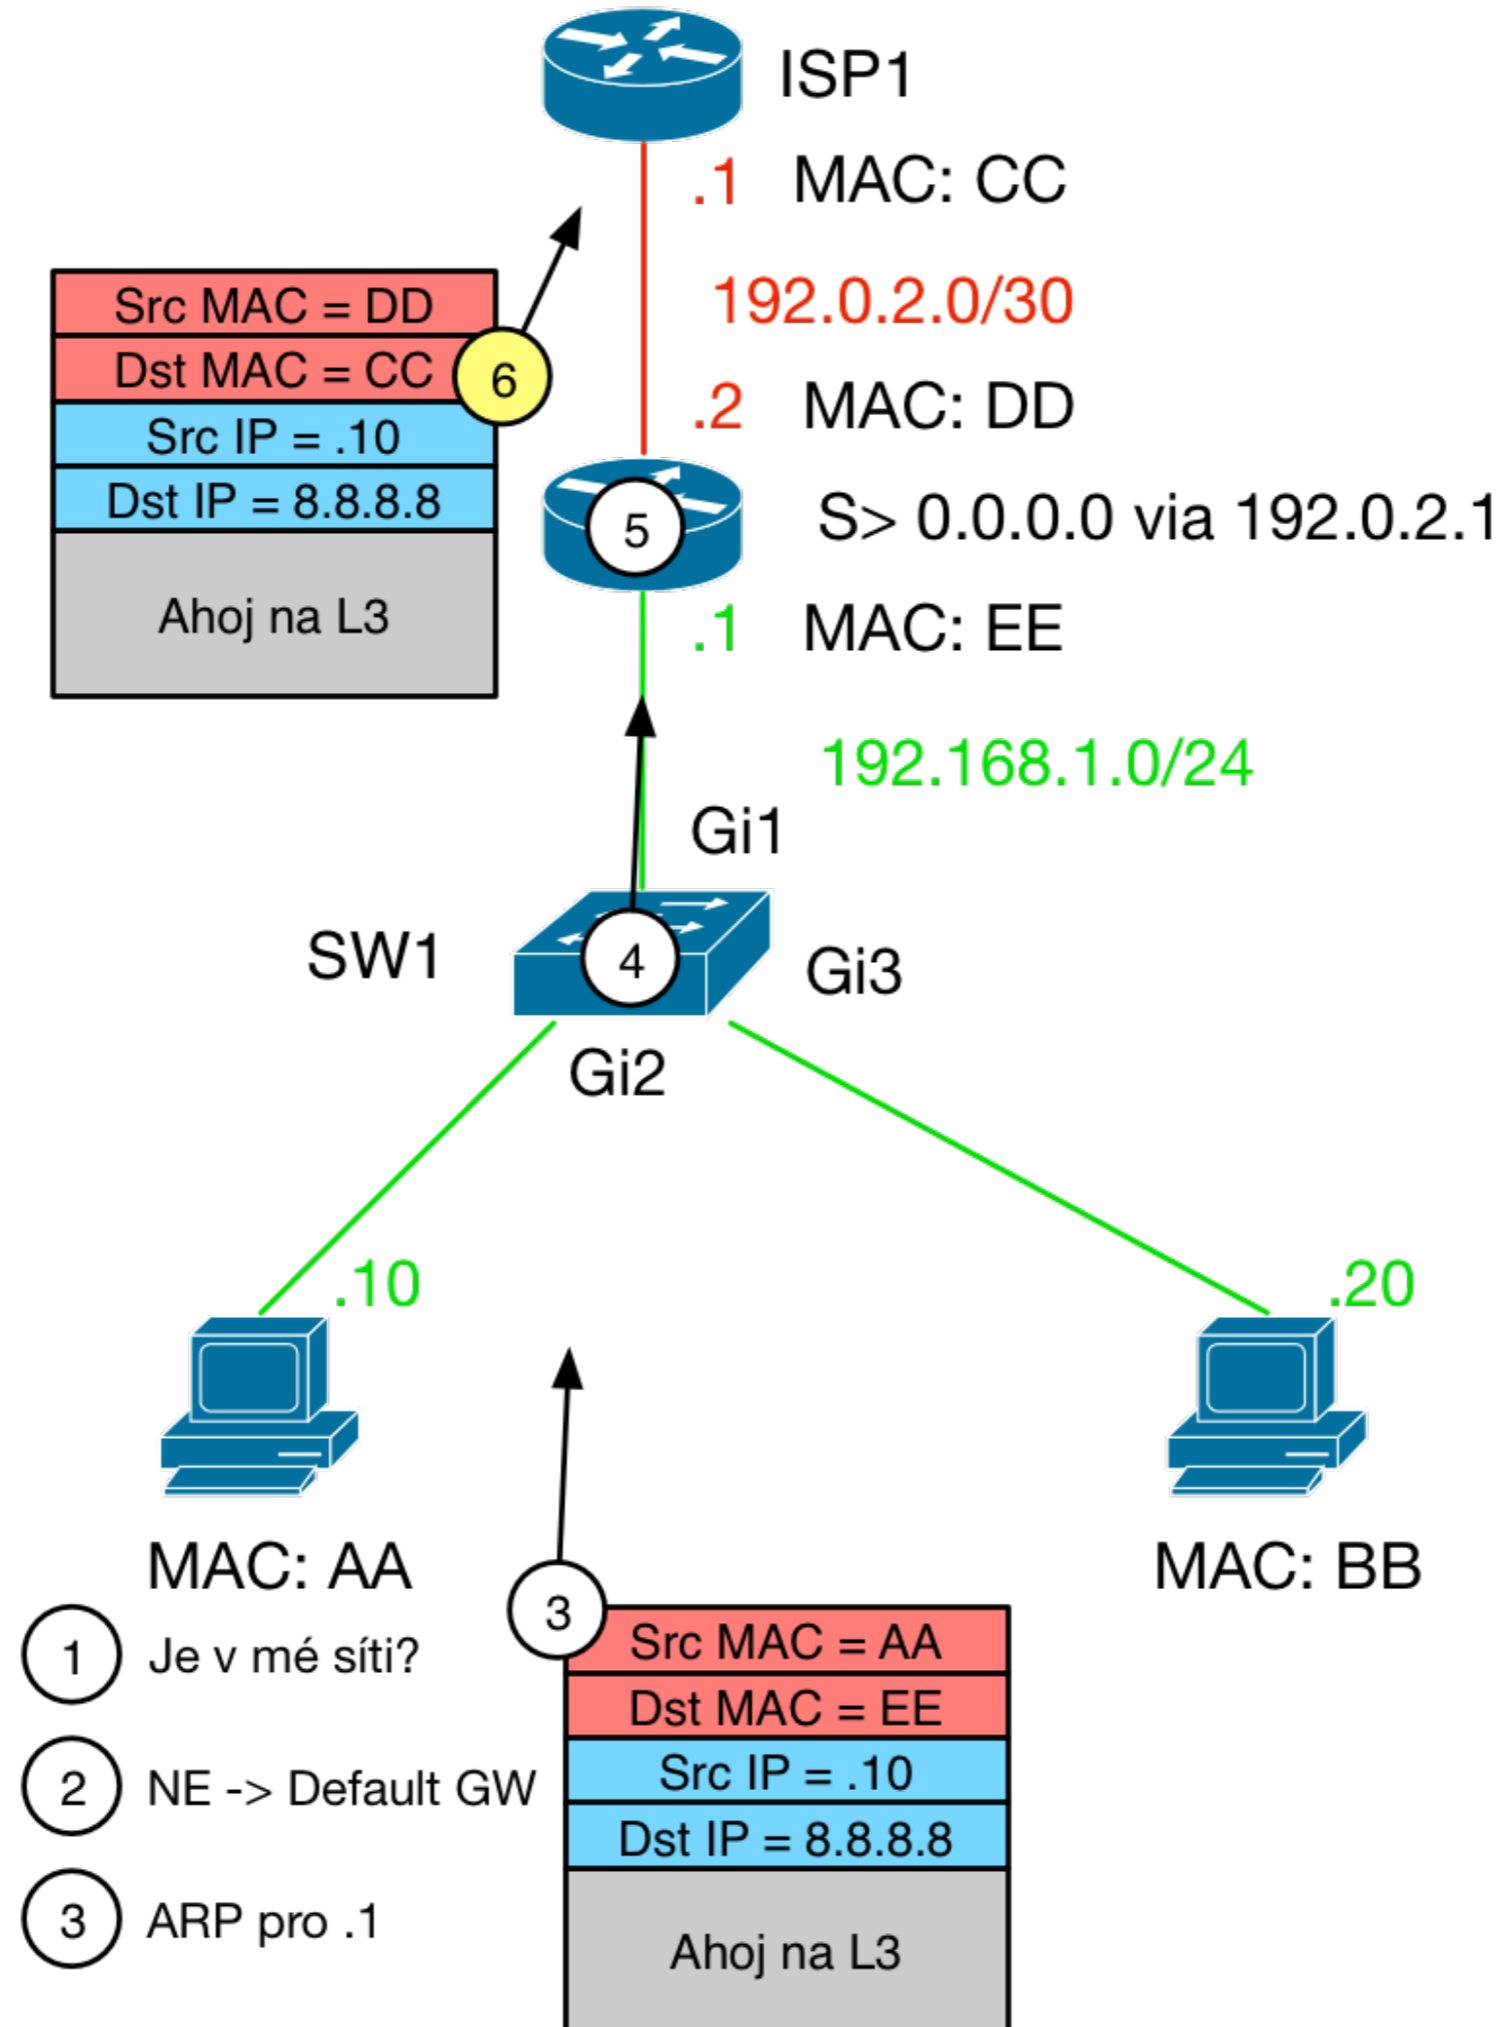 ISP1
.1 MAC: CC
192.0.2.0/30
Src MAC = DD
Dst MAC = CC
Src IP = .10
Dst IP = 8.8.8.8
Ahoj na L3
6
.2 MAC: DD
5
S> 0.0.0.0 via 192.0.2.1
.1 MAC: EE
192.168.1.0/24
Gi1
SW1
4
Gi3
Gi2
.10
.20
MAC: AA
MAC: BB
1 Je v mé síti?
2 NE -> Default GW
3 ARP pro .1
3
Src MAC = AA
Dst MAC = EE
Src IP = .10
Dst IP = 8.8.8.8
Ahoj na L3